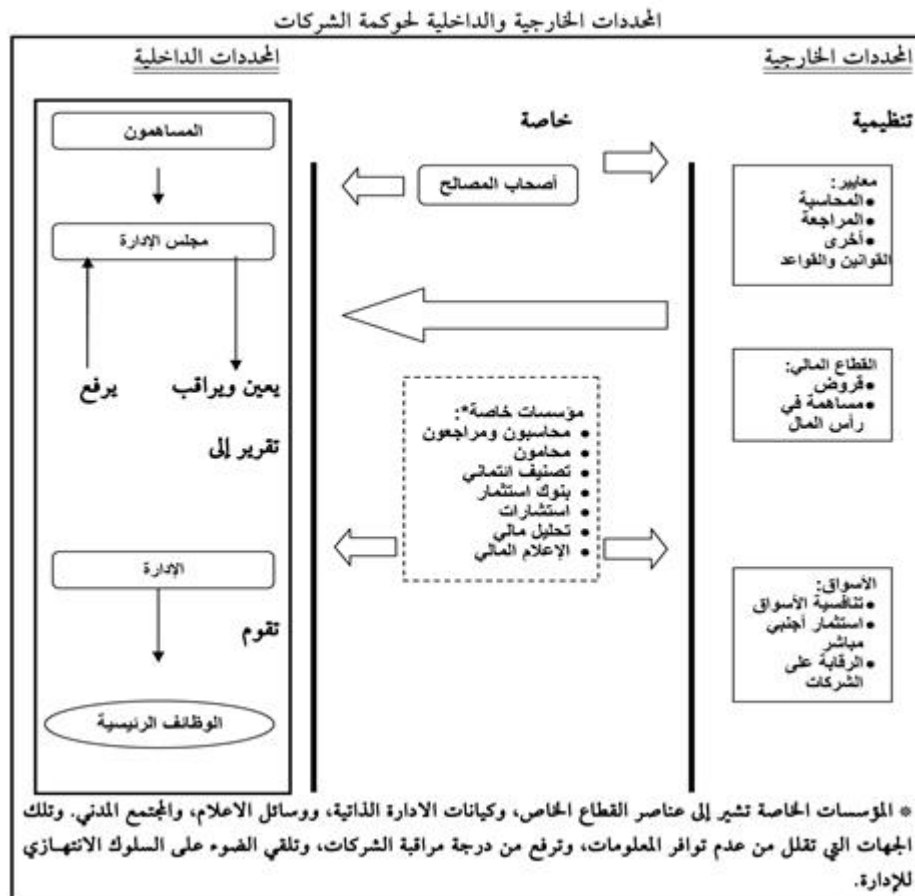 المحددات الخارجية والداخلية لحوكمة الشركات
المحددات الخارجية
المحددات الداخلية
تنظيمية
خاصة
معايير:
●المحاسبة
●المراجعة
●أخرى
القوانين والقواعد
القطاع المالي:
●قروض
●مساهمة في
رأس المال
الأسواق:
●تنافسية الأسواق
●استثمار أجنبي
مباشر
●الرقابة على
الشركات
أصحاب المصالح
مؤسسات خاصة*:
● محاسبون ومراجعون
● محامون
● تصنيف ائتماني
● بنوك استثمار
● استشارات
● تحليل مالي
● الإعلام المالي
المساهمون
مجلس الإدارة
يعين ويراقب
يرفع
تقرير إلى
الإدارة
تقوم
الوظائف الرئيسية
* المؤسسات الخاصة تشير إلى عناصر القطاع الخاص، وكيانات الادارة الذاتية، ووسائل الاعلام، والمجتمع المدني. وتلك
الجهات التي تقلل من عدم توافر المعلومات، وترفع من درجة مراقبة الشركات، وتلقي الضوء على السلوك الانتهازي
للإدارة.